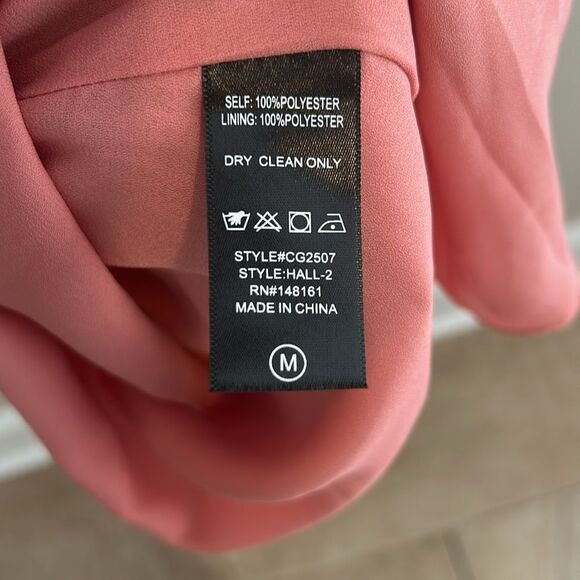 SELF: 100%POLYESTER
LINING: 100%POLYESTER
DRY CLEAN ONLY
STYLE#CG2507
STYLE:HALL-2
RN#148161
MADE IN CHINA
M